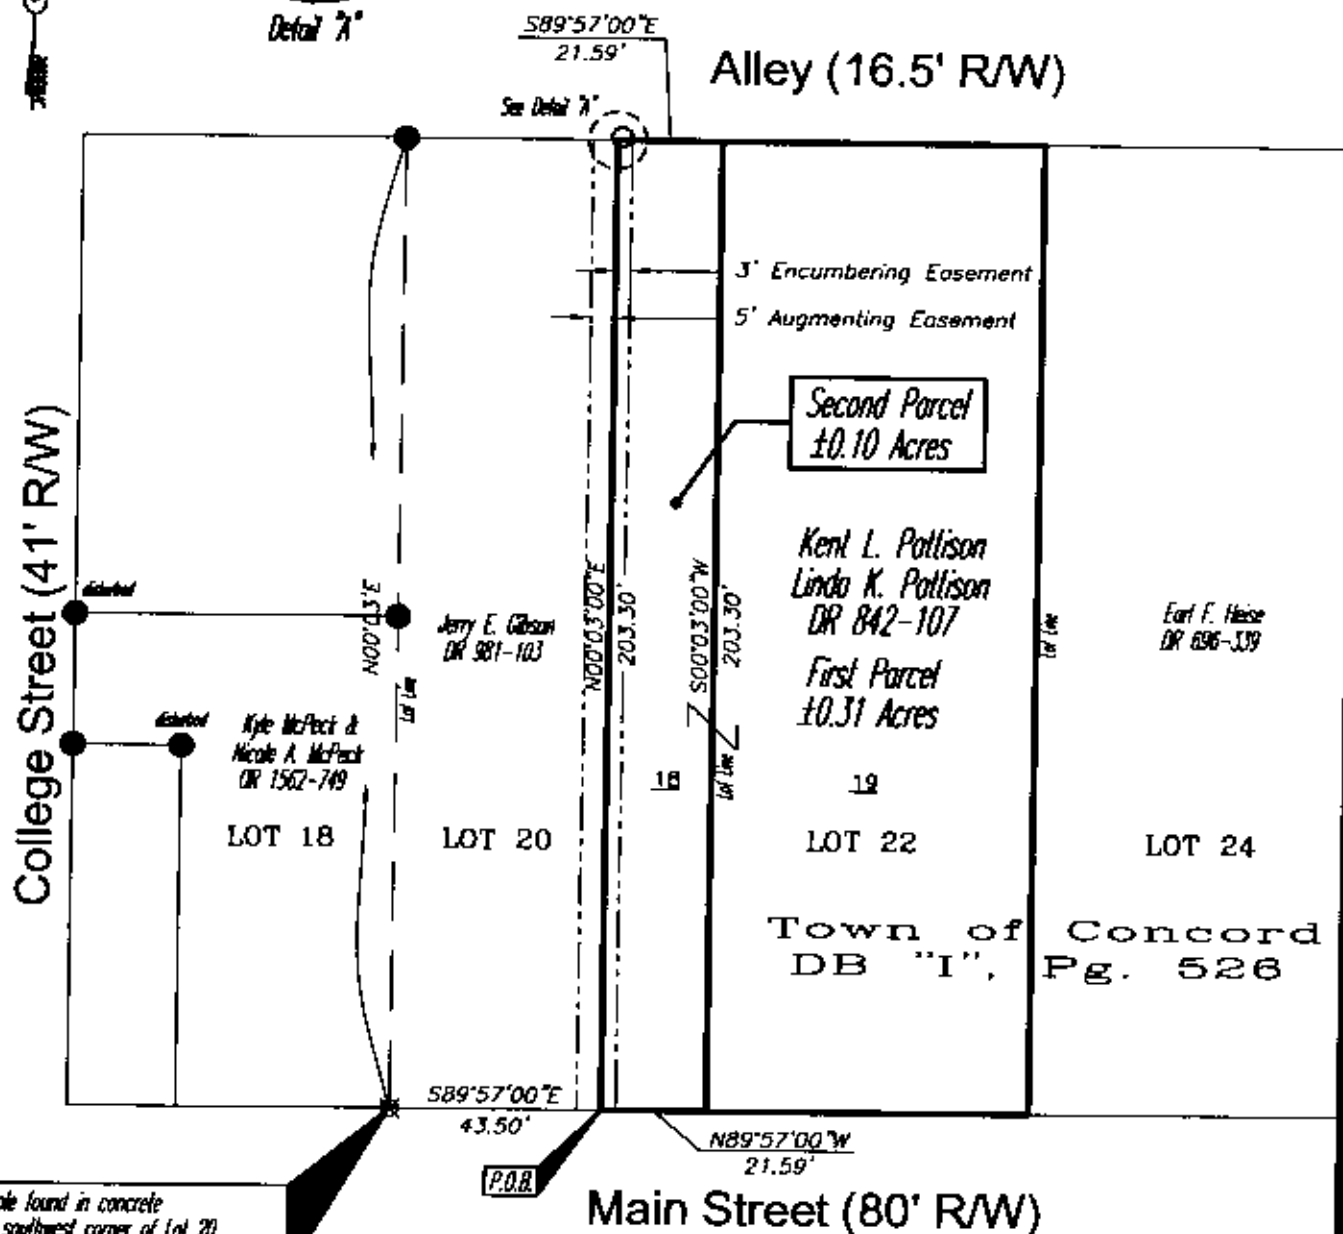 Detail "A"
S89°57'00"E
21.59'
Alley (16.5' R/W)
See Detail "A"
3' Encumbering Easement
5' Augmenting Easement
Second Parcel
±0.10 Acres
College Street (41' R/W)
disturbed
N00°03'E
Lot Line
Jerry E. Gibson
DR 981-103
N00°03'00"E
203.30'
S00°03'00"W
203.30'
Lot Line
Kent L. Pattison
Linda K. Pattison
DR 842-107
First Parcel
±0.31 Acres
Lot Line
Earl F. Heise
DR 696-339
disturbed
Kyle McPeck &
Nicole A. McPeck
OR 1562-749
18
19
LOT 18
LOT 20
LOT 22
LOT 24
Town of Concord
DB "I", Pg. 526
S89°57'00"E
43.50'
N89°57'00"W
21.59'
P.O.B.
Main Street (80' R/W)
found in concrete
southwest corner of Lot 20